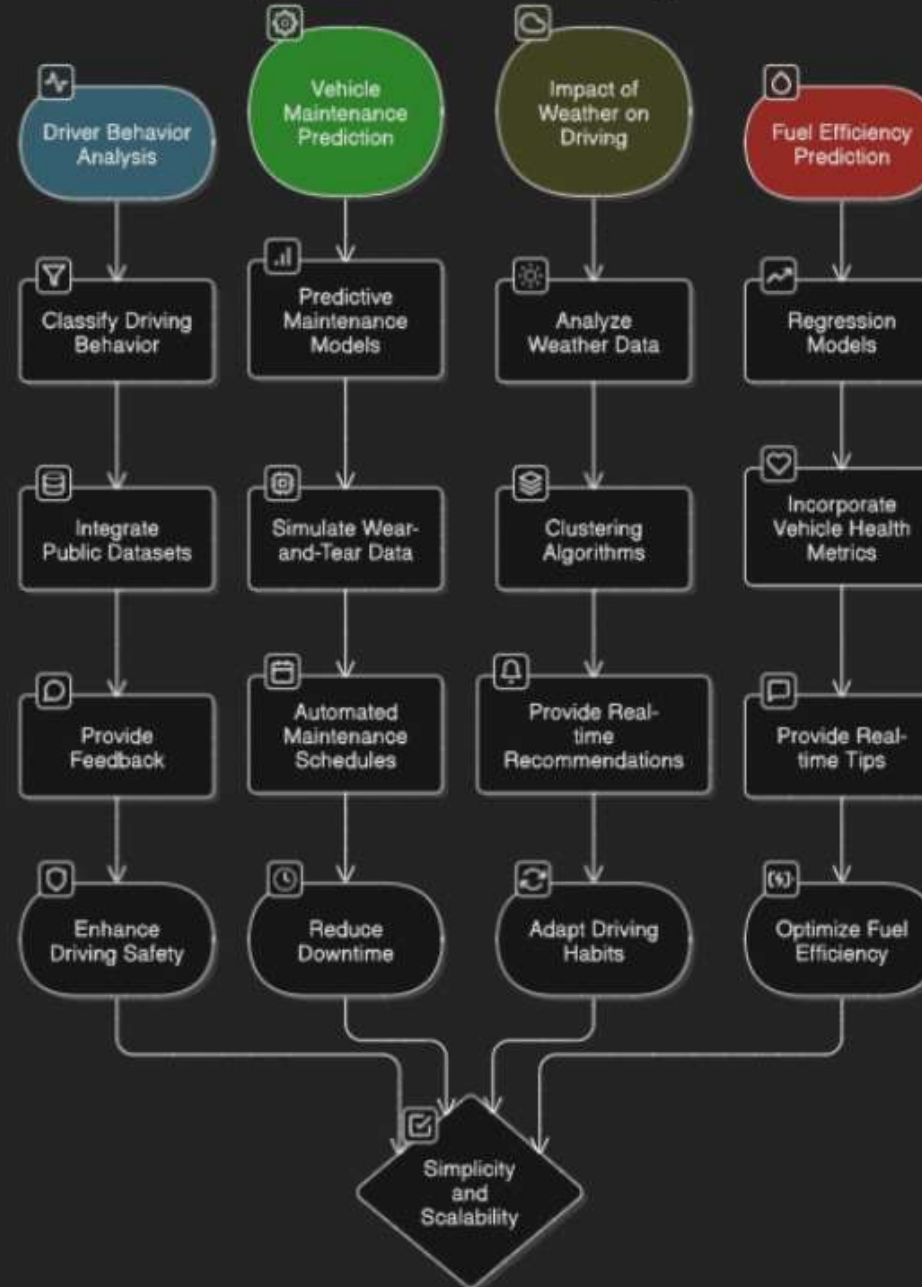 Driver Behavior
Analysis
Vehicle
Maintenance
Prediction
Impact of
Weather on
Driving
Fuel Efficiency
Prediction
Classify Driving
Behavior
Predictive
Maintenance
Models
Analyze
Weather Data
Regression
Models
Integrate
Public Datasets
Simulate Wear-
and-Tear Data
Clustering
Algorithms
Incorporate
Vehicle Health
Metrics
Provide
Feedback
Automated
Maintenance
Schedules
Provide Real-
time
Recommendations
Provide Real-
time Tips
Enhance
Driving Safety
Reduce
Downtime
Adapt Driving
Habits
Optimize Fuel
Efficiency
Simplicity
and
Scalability